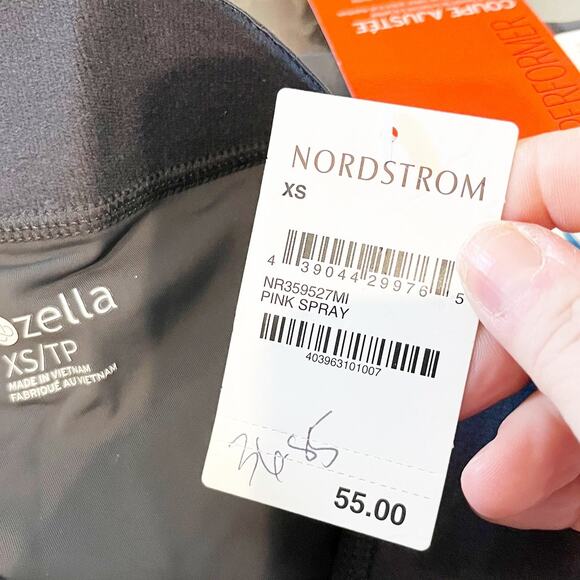 COUPE AJUSTÉE
PERFORMER
NORDSTROM
XS
4 39044 29976 5
NR359527MI
PINK SPRAY
403963101007
55.00
zella
XS/TP
MADE IN VIETNAM
FABRIQUÉ AU VIETNAM